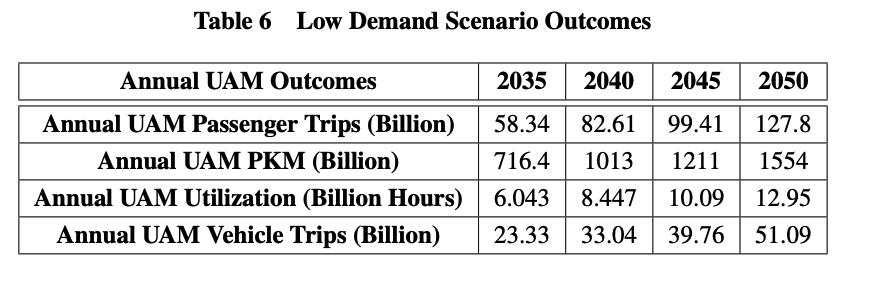 Table 6 Low Demand Scenario Outcomes
Annual UAM Outcomes 2035 2040 2045 2050
Annual UAM Passenger Trips (Billion) 58.34 82.61 99.41 127.8
Annual UAM PKM (Billion) 716.4 1013 1211 1554
Annual UAM Utilization (Billion Hours) 6.043 8.447 10.09 12.95
Annual UAM Vehicle Trips (Billion) 23.33 33.04 39.76 51.09